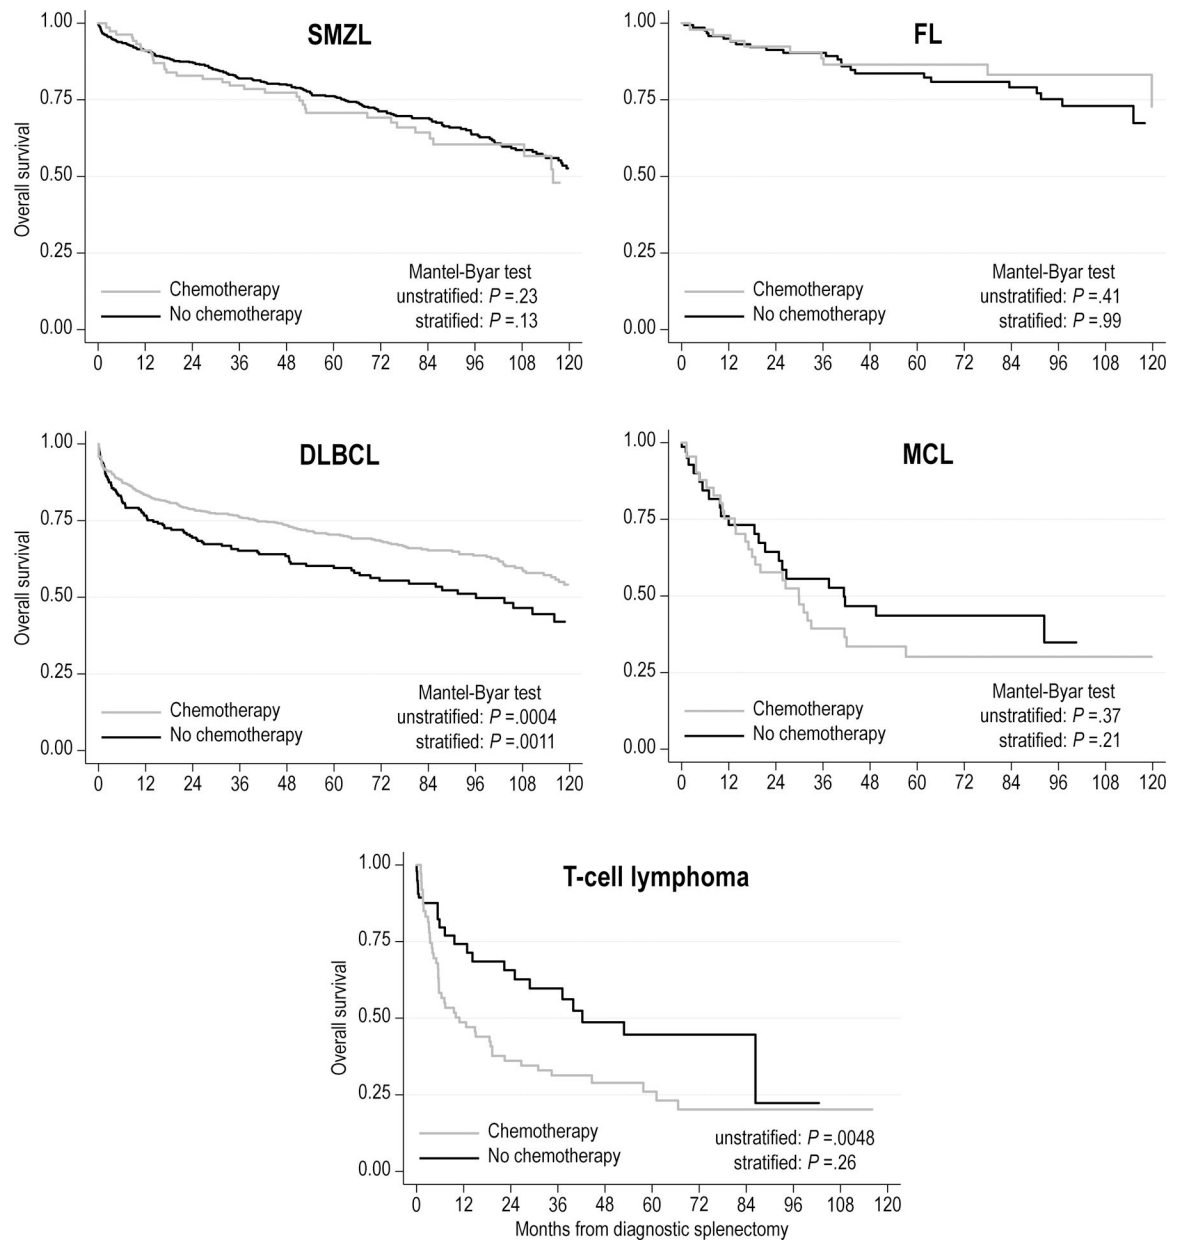 SMZL
1.00
0.75
0.50
0.25
0.00
Overall survival
Chemotherapy
No chemotherapy
Mantel-Byar test
unstratified: P =.23
stratified: P =.13
0 12 24 36 48 60 72 84 96 108 120
FL
1.00
0.75
0.50
0.25
0.00
Chemotherapy
No chemotherapy
Mantel-Byar test
unstratified: P =.41
stratified: P =.99
0 12 24 36 48 60 72 84 96 108 120
DLBCL
1.00
0.75
0.50
0.25
0.00
Overall survival
Chemotherapy
No chemotherapy
Mantel-Byar test
unstratified: P =.0004
stratified: P =.0011
0 12 24 36 48 60 72 84 96 108 120
MCL
1.00
0.75
0.50
0.25
0.00
Chemotherapy
No chemotherapy
Mantel-Byar test
unstratified: P =.37
stratified: P =.21
0 12 24 36 48 60 72 84 96 108 120
T-cell lymphoma
1.00
0.75
0.50
0.25
0.00
Overall survival
Chemotherapy
No chemotherapy
unstratified: P =.0048
stratified: P =.26
0 12 24 36 48 60 72 84 96 108 120
Months from diagnostic splenectomy